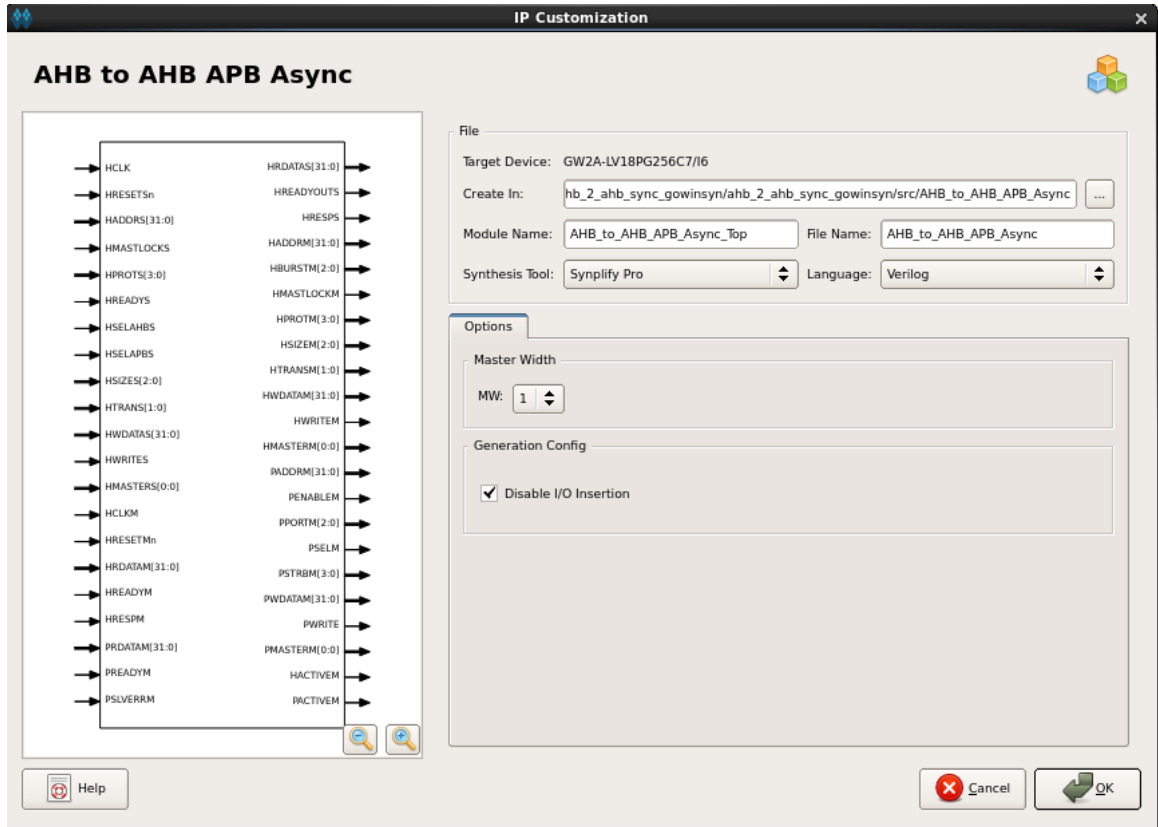 IP Customization
AHB to AHB APB Async
HCLK
HRESETSn
HADDRS[31:0]
HMASTLOCKS
HPROTS[3:0]
HREADYS
HSELAHBS
HSELAPBS
HSIZES[2:0]
HTRANS[1:0]
HWDATAS[31:0]
HWRITES
HMASTERS[0:0]
HCLKM
HRESETMn
HRDATAM[31:0]
HREADYM
HRESPM
PRDATAM[31:0]
PREADYM
PSLVERRM
HRDATAS[31:0]
HREADYOUTS
HRESPS
HADDRM[31:0]
HBURSTM[2:0]
HMASTLOCKM
HPROTM[3:0]
HSIZEM[2:0]
HTRANSM[1:0]
HWDATAM[31:0]
HWRITEM
HMASTERM[0:0]
PADDRM[31:0]
PENABLEM
PPORTM[2:0]
PSELM
PSTRBM[3:0]
PWDATAM[31:0]
PWRITE
PMASTERM[0:0]
HACTIVEM
PACTIVEM
File
Target Device: GW2A-LV18PG256C7/I6
Create In: hb_2_ahb_sync_gowinsyn/ahb_2_ahb_sync_gowinsyn/src/AHB_to_AHB_APB_Async ...
Module Name: AHB_to_AHB_APB_Async_Top File Name: AHB_to_AHB_APB_Async
Synthesis Tool: Synplify Pro Language: Verilog
Options
Master Width
MW: 1
Generation Config
Disable I/O Insertion
Help
Cancel
OK